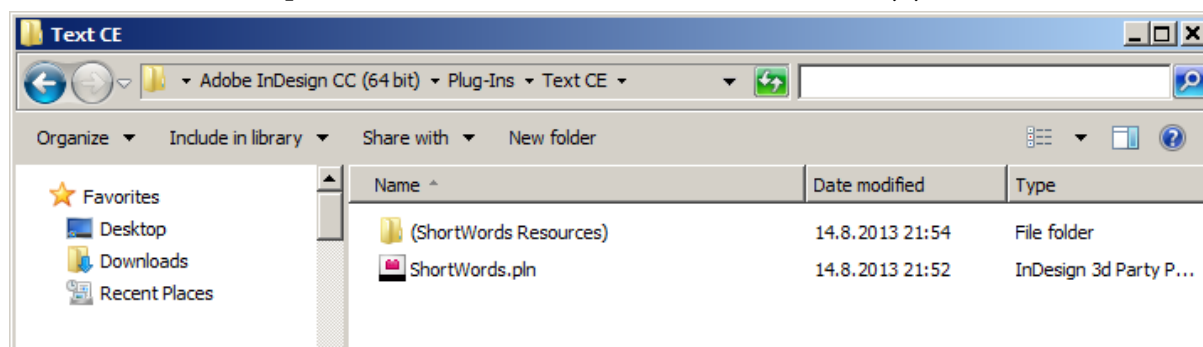 Text CE
Adobe InDesign CC (64 bit) Plug-Ins Text CE
Organize Include in library Share with New folder
Name Date modified Type
Favorites
Desktop
Downloads
Recent Places
(ShortWords Resources) 14.8.2013 21:54 File folder
ShortWords.pln 14.8.2013 21:52 InDesign 3d Party P...